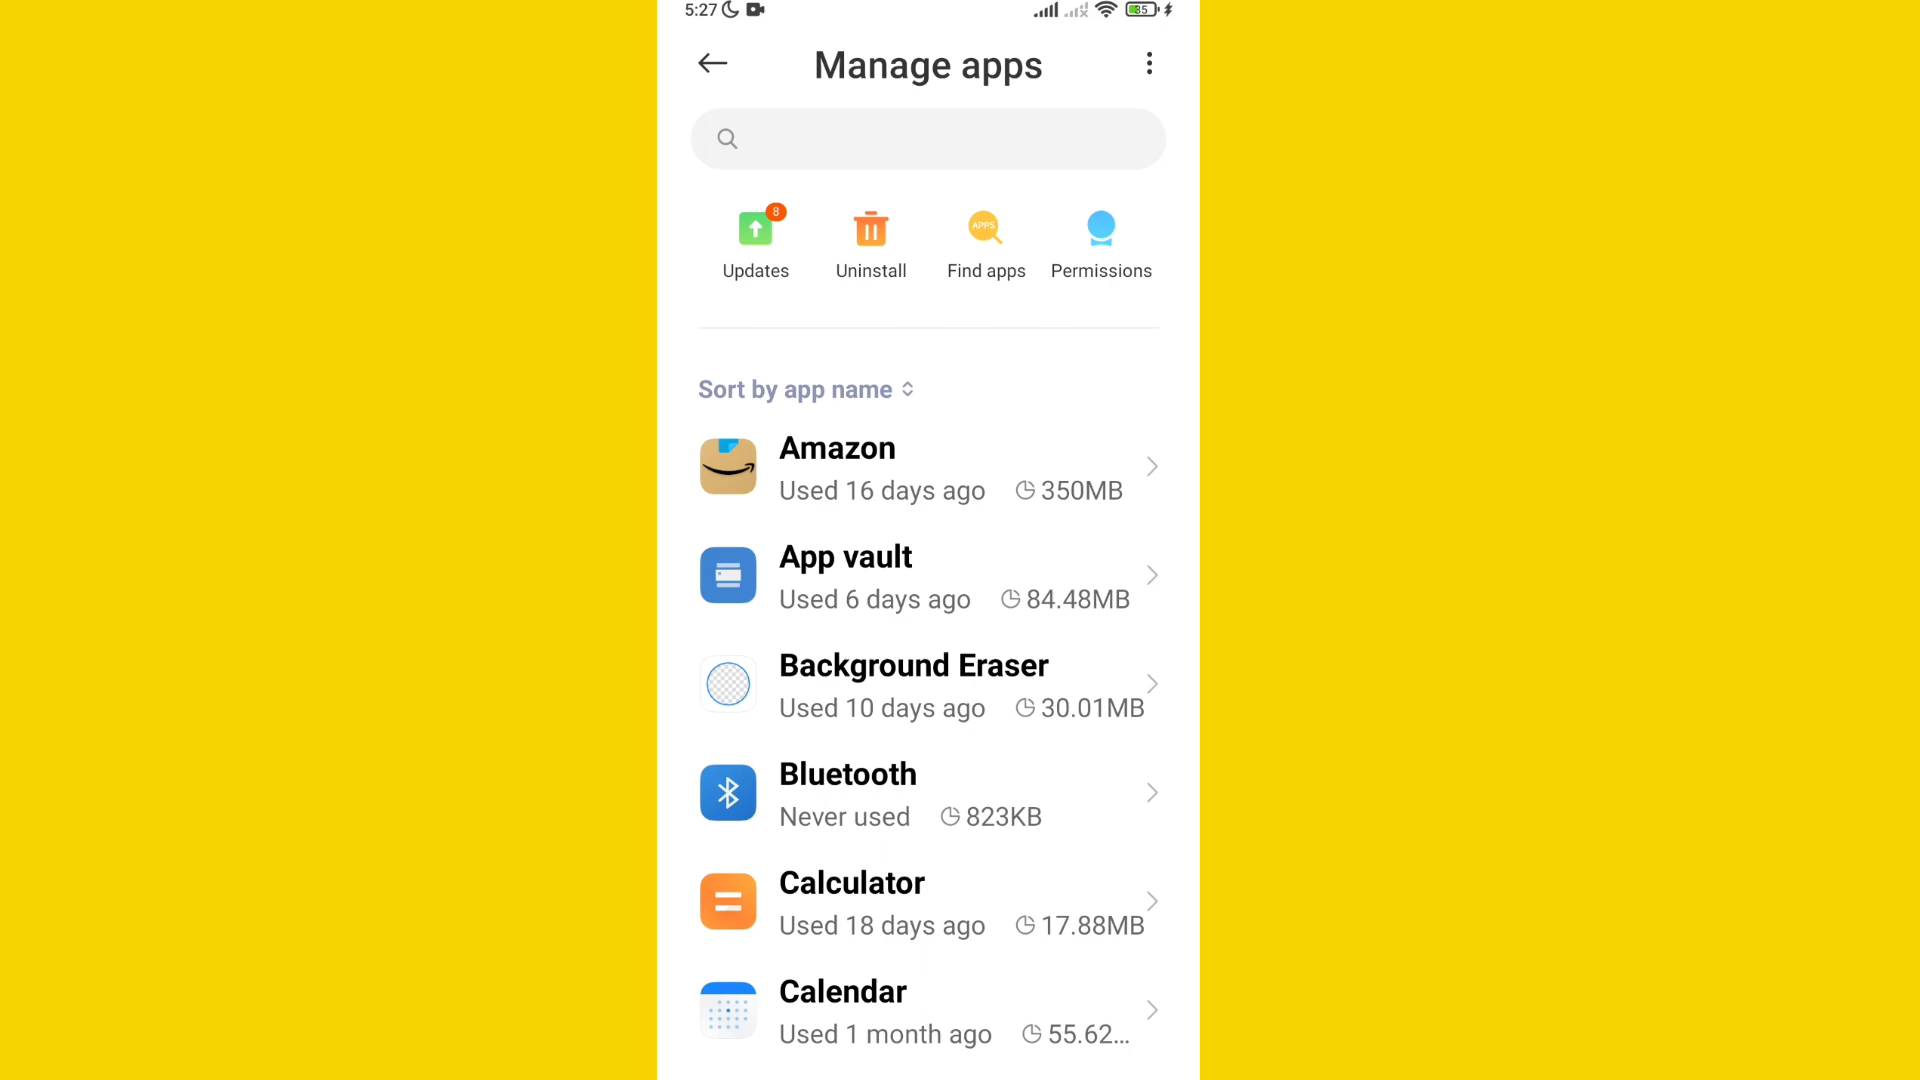 5:27 35
Manage apps
8
APPS
Updates Uninstall Find apps Permissions
Sort by app name
Amazon
Used 16 days ago 350MB
App vault
Used 6 days ago 84.48MB
Background Eraser
Used 10 days ago 30.01MB
Bluetooth
Never used 823KB
Calculator
Used 18 days ago 17.88MB
Calendar
Used 1 month ago 55.62...